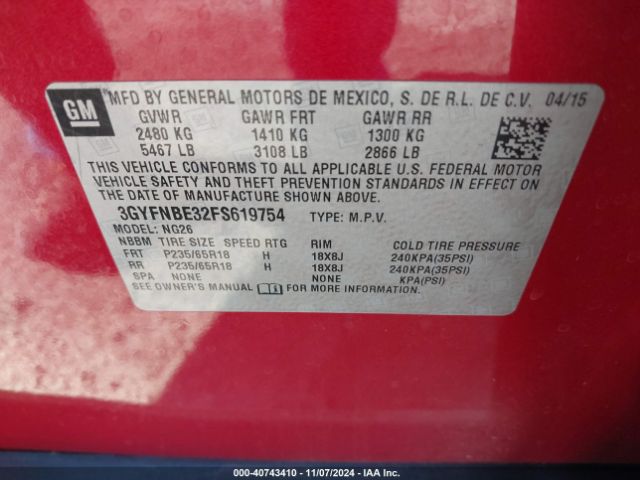 GM
MFD BY GENERAL MOTORS DE MEXICO, S. DE R.L. DE C.V. 04/15
GVWR GAWR FRT GAWR RR
2480 KG 1410 KG 1300 KG
5467 LB 3108 LB 2866 LB
THIS VEHICLE CONFORMS TO ALL APPLICABLE U.S. FEDERAL MOTOR
VEHICLE SAFETY AND THEFT PREVENTION STANDARDS IN EFFECT ON
THE DATE OF MANUFACTURE SHOWN ABOVE.
3GYFNBE32FS619754 TYPE: M.P.V.
MODEL: NG26
NBBM TIRE SIZE SPEED RTG RIM COLD TIRE PRESSURE
FRT P235/65R18 H 18X8J 240KPA(35PSI)
RR P235/65R18 H 18X8J 240KPA(35PSI)
SPA NONE NONE KPA(PSI)
SEE OWNER'S MANUAL FOR MORE INFORMATION.
000-40743410 - 11/07/2024 - IAA Inc.